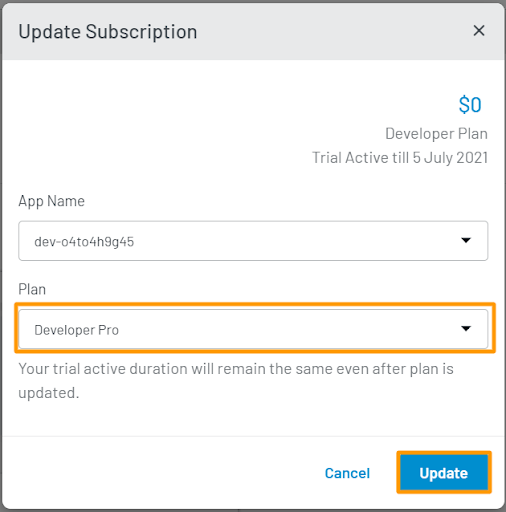 Update Subscription
$0
Developer Plan
Trial Active till 5 July 2021
App Name
dev-o4to4h9g45
Plan
Developer Pro
Your trial active duration will remain the same even after plan is
updated.
Cancel
Update